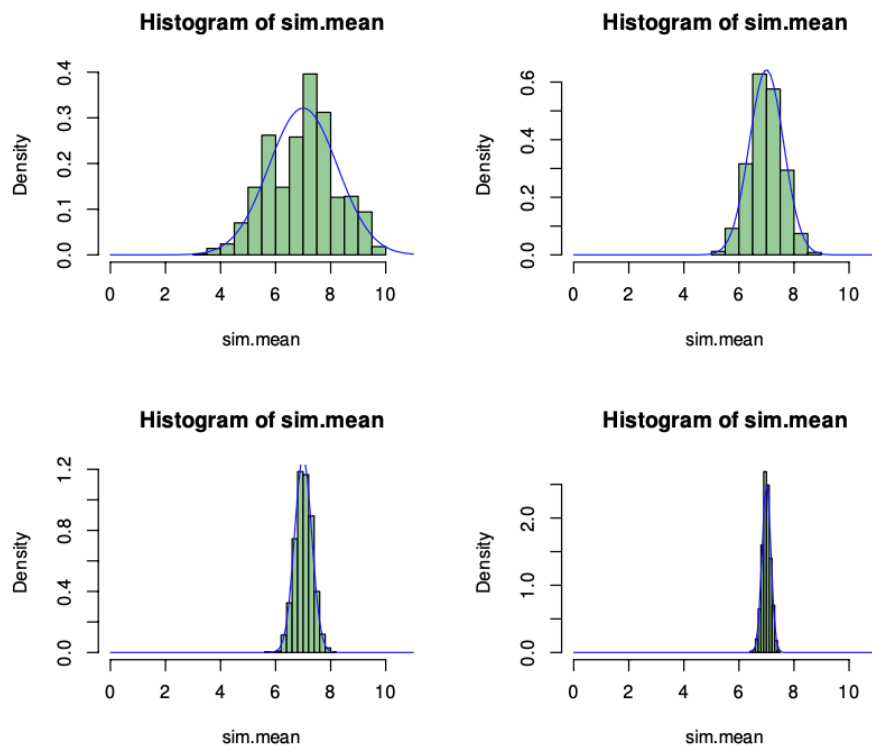 Histogram of sim.mean
Density
0.0 0.1 0.2 0.3 0.4
0 2 4 6 8 10
sim.mean
Histogram of sim.mean
Density
0.0 0.2 0.4 0.6
0 2 4 6 8 10
sim.mean
Histogram of sim.mean
Density
0.0 0.4 0.8 1.2
0 2 4 6 8 10
sim.mean
Histogram of sim.mean
Density
0.0 1.0 2.0
0 2 4 6 8 10
sim.mean